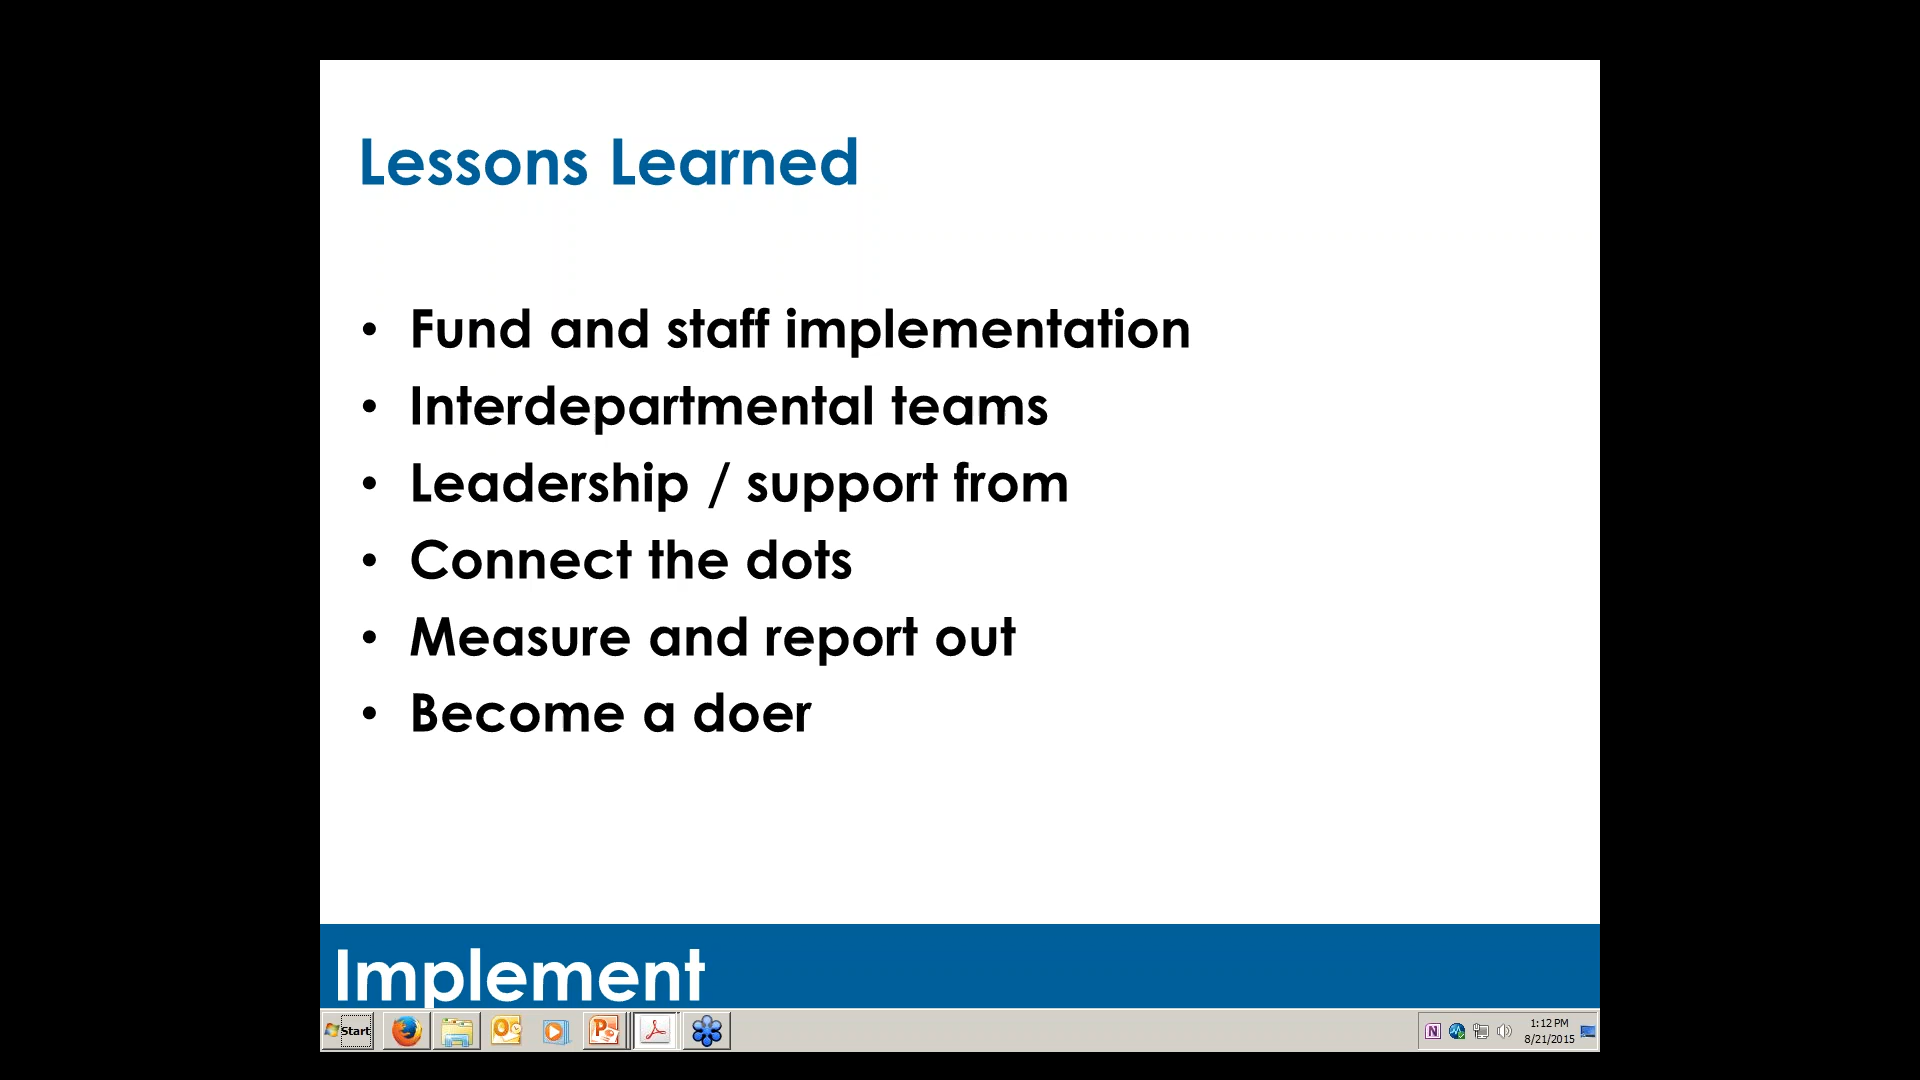 Lessons Learned
• Fund and staff implementation
• Interdepartmental teams
• Leadership / support from
• Connect the dots
• Measure and report out
• Become a doer
Implement
Start
1:12 PM
8/21/2015